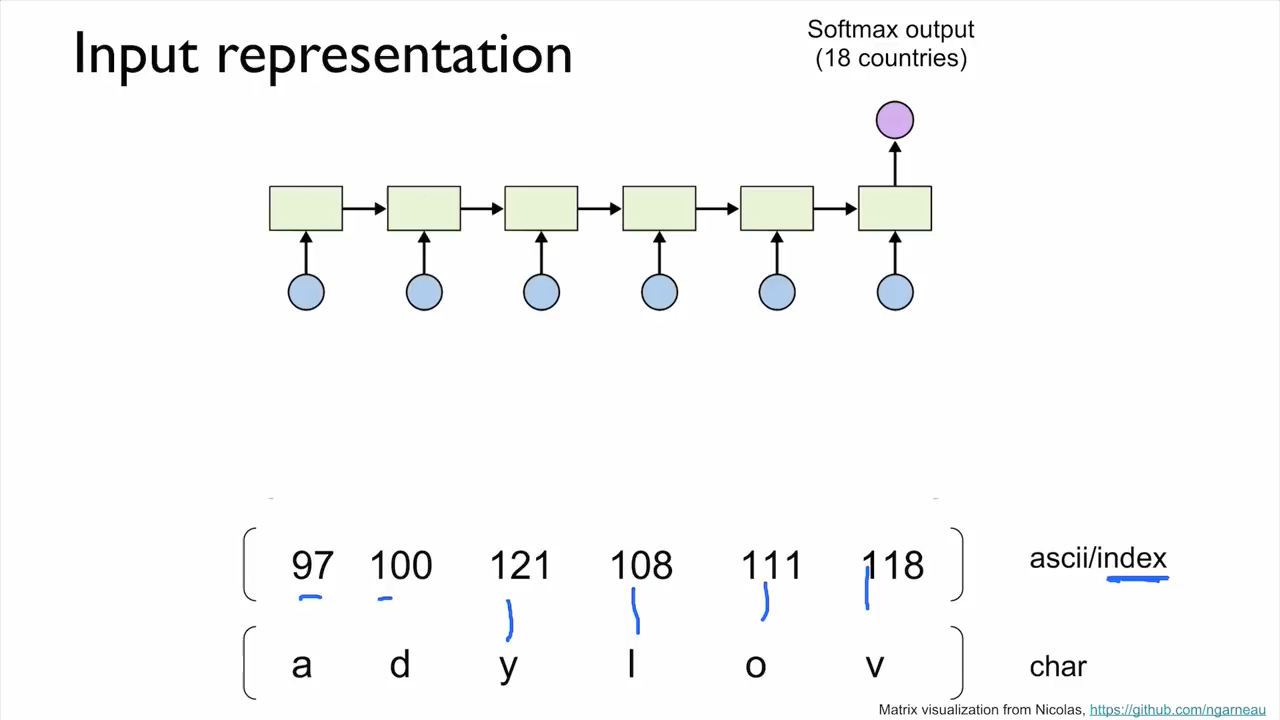 Input representation
Softmax output
(18 countries)
97 100 121 108 111 118 ascii/index
a d y l o v char
Matrix visualization from Nicolas, https://github.com/ngarneau